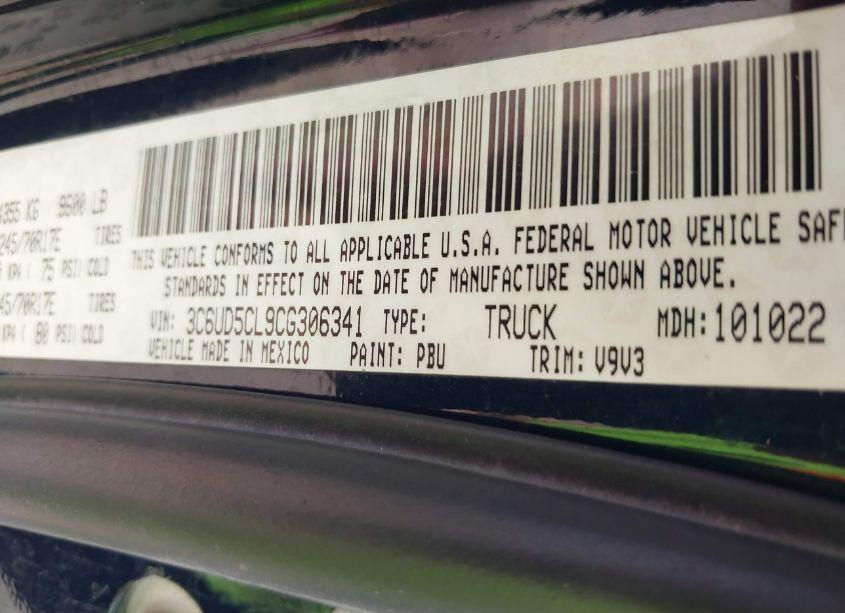 4355 KG 9600 LB
245/70R17E TIRES
KPA ( 75 PSI) COLD
245/70R17E TIRES
KPA ( 80 PSI) COLD
THIS VEHICLE CONFORMS TO ALL APPLICABLE U.S.A. FEDERAL MOTOR VEHICLE SAF
STANDARDS IN EFFECT ON THE DATE OF MANUFACTURE SHOWN ABOVE.
VIN: 3C6UD5CL9CG306341 TYPE: TRUCK MDH:101022
VEHICLE MADE IN MEXICO PAINT: PBU TRIM: V9V3